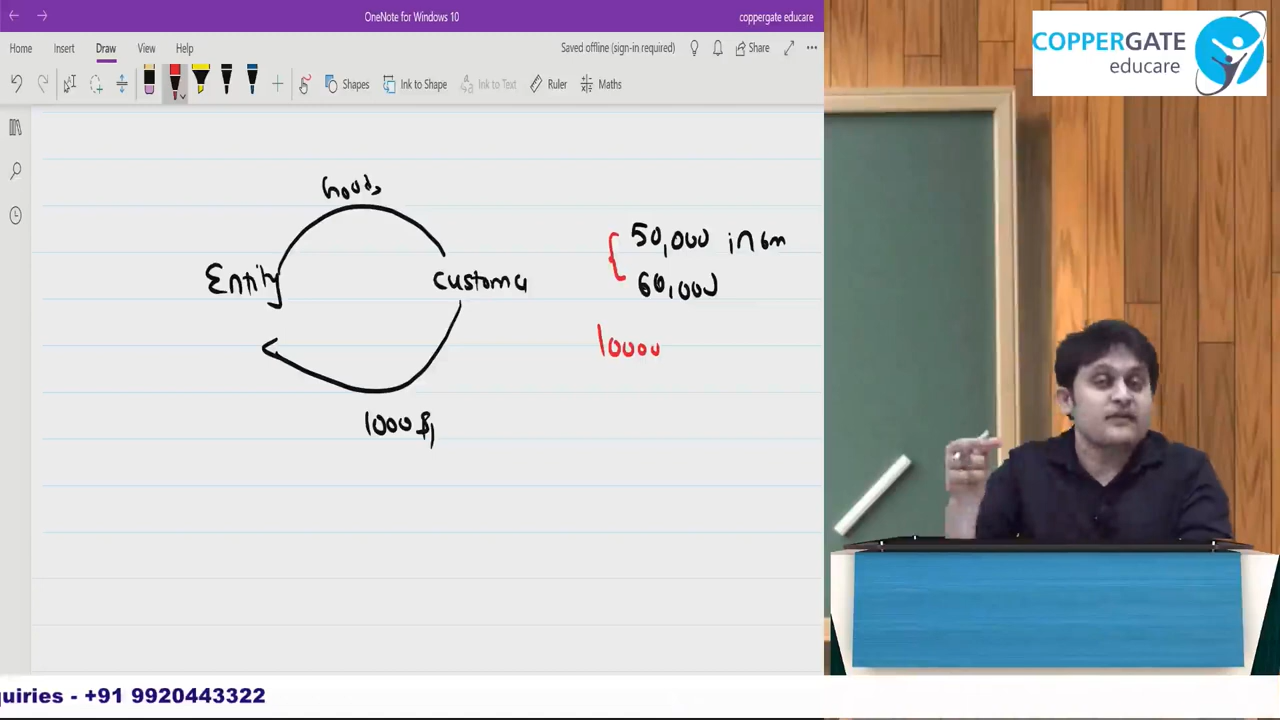 OneNote for Windows 10
coppergate educare
Home Insert Draw View Help
Saved offline (sign-in required)
Share
Shapes
Ink to Shape
Ink to Text
Ruler
Maths
COPPERGATE
educare
Goods
Entity
Custome
50,000 in 6m
60,000
10000
1000 $
quiries - +91 9920443322